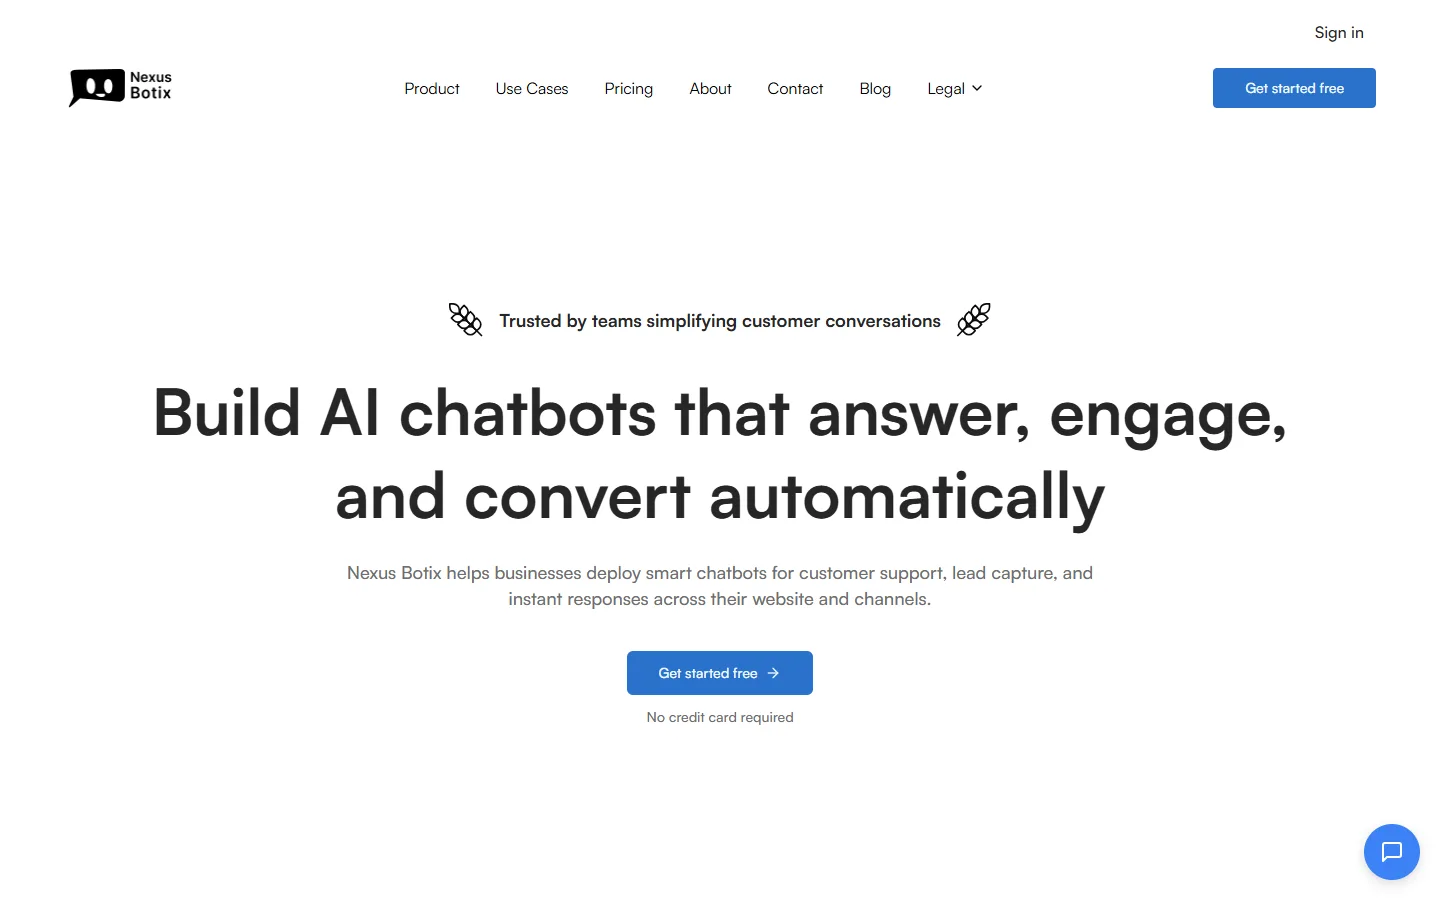 Sign in
Nexus
Botix
Product
Use Cases
Pricing
About
Contact
Blog
Legal
Get started free
Trusted by teams simplifying customer conversations
Build AI chatbots that answer, engage,
and convert automatically
Nexus Botix helps businesses deploy smart chatbots for customer support, lead capture, and
instant responses across their website and channels.
Get started free
No credit card required